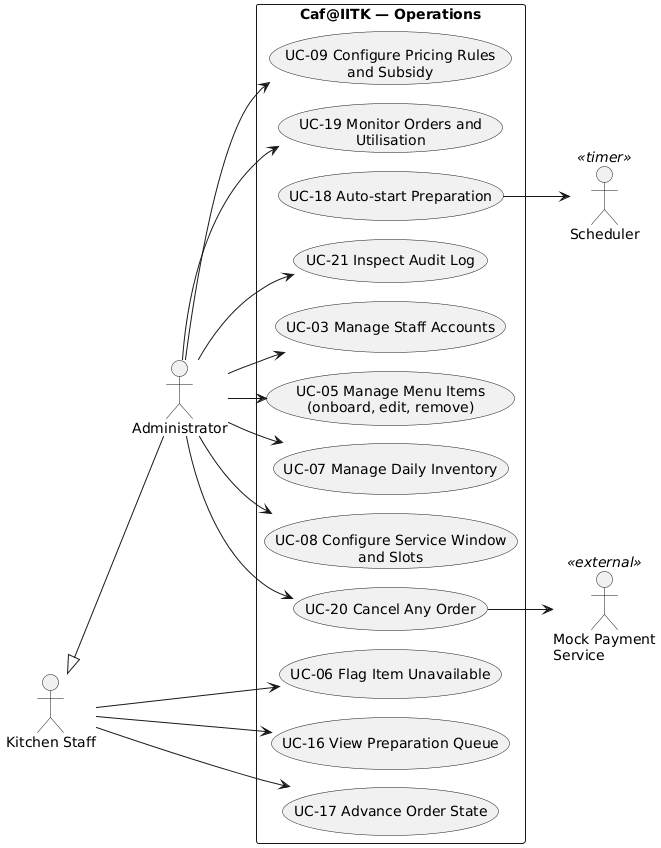 Caf@IITK — Operations
UC-09 Configure Pricing Rules
and Subsidy
UC-19 Monitor Orders and
Utilisation
«timer»
UC-18 Auto-start Preparation
Scheduler
UC-21 Inspect Audit Log
UC-03 Manage Staff Accounts
UC-05 Manage Menu Items
(onboard, edit, remove)
Administrator
UC-07 Manage Daily Inventory
UC-08 Configure Service Window
and Slots
«external»
UC-20 Cancel Any Order
Mock Payment
Service
UC-06 Flag Item Unavailable
Kitchen Staff
UC-16 View Preparation Queue
UC-17 Advance Order State